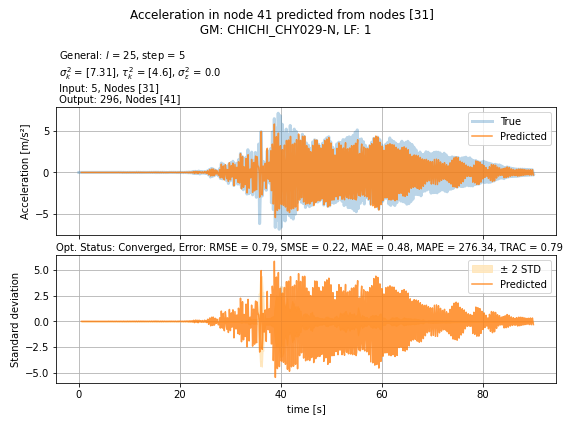 Acceleration in node 41 predicted from nodes [31]
GM: CHICHI_CHY029-N, LF: 1
General: l = 25, step = 5
σ²ₖ = [7.31], τ²ₖ = [4.6], σ²ε = 0.0
Input: 5, Nodes [31]
Output: 296, Nodes [41]
Acceleration [m/s²]
5
0
−5
True
Predicted
Opt. Status: Converged, Error: RMSE = 0.79, SMSE = 0.22, MAE = 0.48, MAPE = 276.34, TRAC = 0.79
Standard deviation
5.0
2.5
0.0
−2.5
−5.0
± 2 STD
Predicted
0 20 40 60 80
time [s]